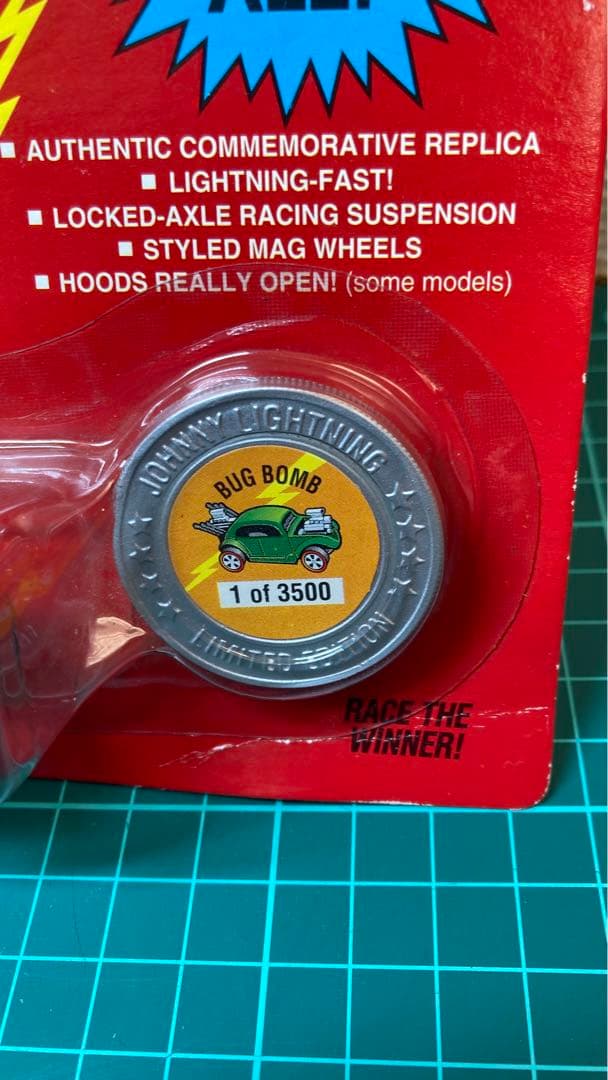 ALL!
■ AUTHENTIC COMMEMORATIVE REPLICA
■ LIGHTNING-FAST!
■ LOCKED-AXLE RACING SUSPENSION
■ STYLED MAG WHEELS
■ HOODS REALLY OPEN! (some models)
JOHNNY LIGHTNING
BUG BOMB
1 of 3500
LIMITED EDITION
RACE THE
WINNER!